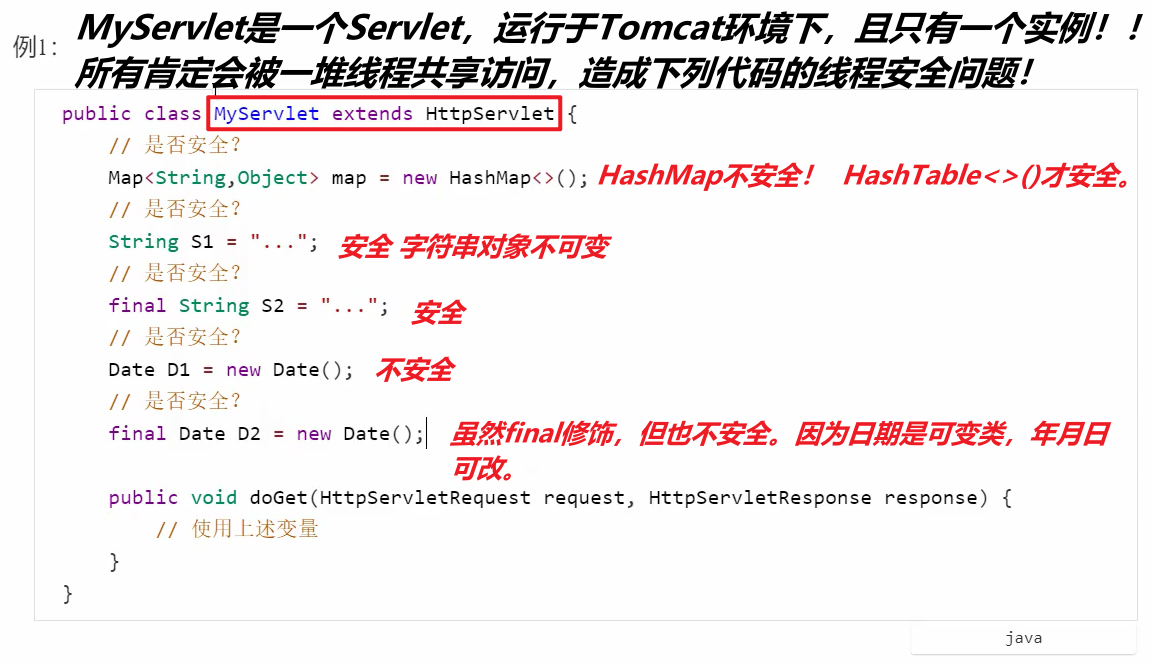 MyServlet是一个Servlet，运行于Tomcat环境下，且只有一个实例！！
例1：
所有肯定会被一堆线程共享访问，造成下列代码的线程安全问题！
public class MyServlet extends HttpServlet {
// 是否安全？
Map<String,Object> map = new HashMap<>(); HashMap不安全！ HashTable<>()才安全。
// 是否安全？
String S1 = "..."; 安全 字符串对象不可变
// 是否安全？
final String S2 = "..."; 安全
// 是否安全？
Date D1 = new Date(); 不安全
// 是否安全？
final Date D2 = new Date(); 虽然final修饰，但也不安全。因为日期是可变类，年月日
可改。
public void doGet(HttpServletRequest request, HttpServletResponse response) {
// 使用上述变量
}
}
java